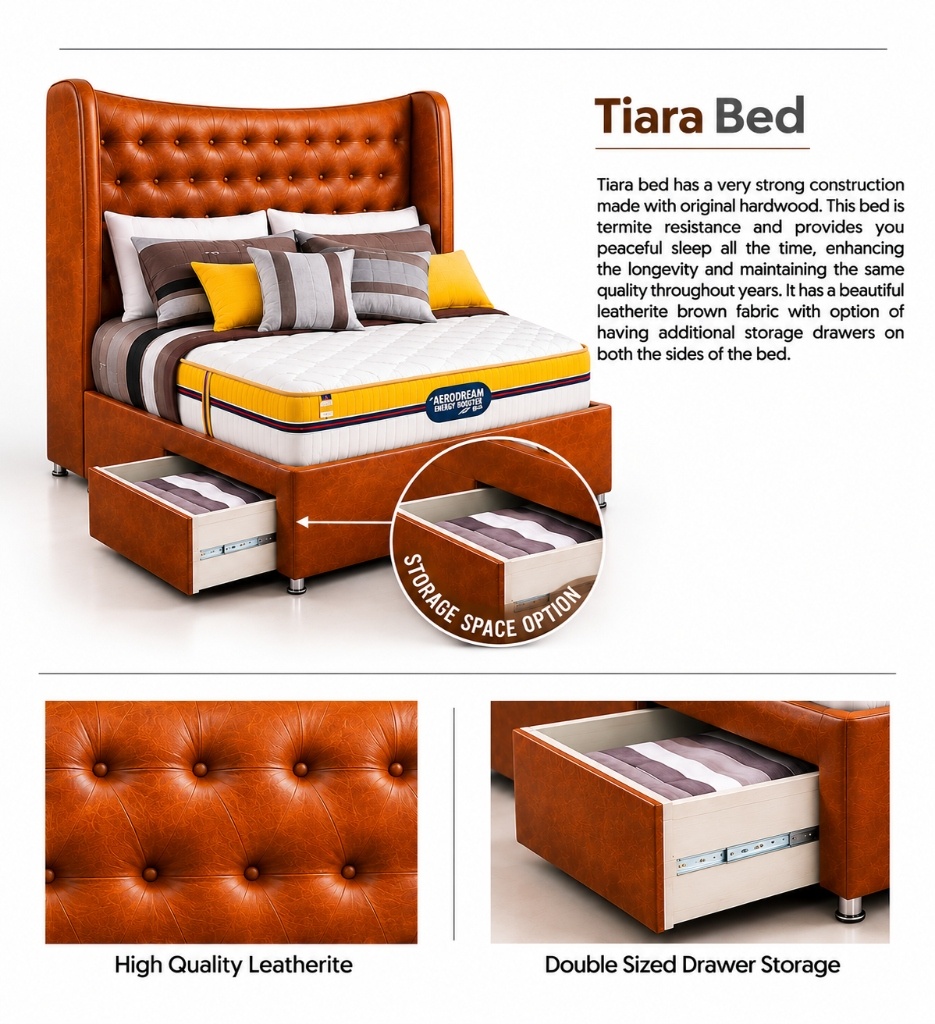 Tiara Bed
Tiara bed has a very strong construction
made with original hardwood. This bed is
termite resistance and provides you
peaceful sleep all the time, enhancing
the longevity and maintaining the same
quality throughout years. It has a beautiful
leatherite brown fabric with option of
having additional storage drawers on
both the sides of the bed.
AERODREAM
ENERGY BOOSTER
STORAGE SPACE OPTION
High Quality Leatherite
Double Sized Drawer Storage